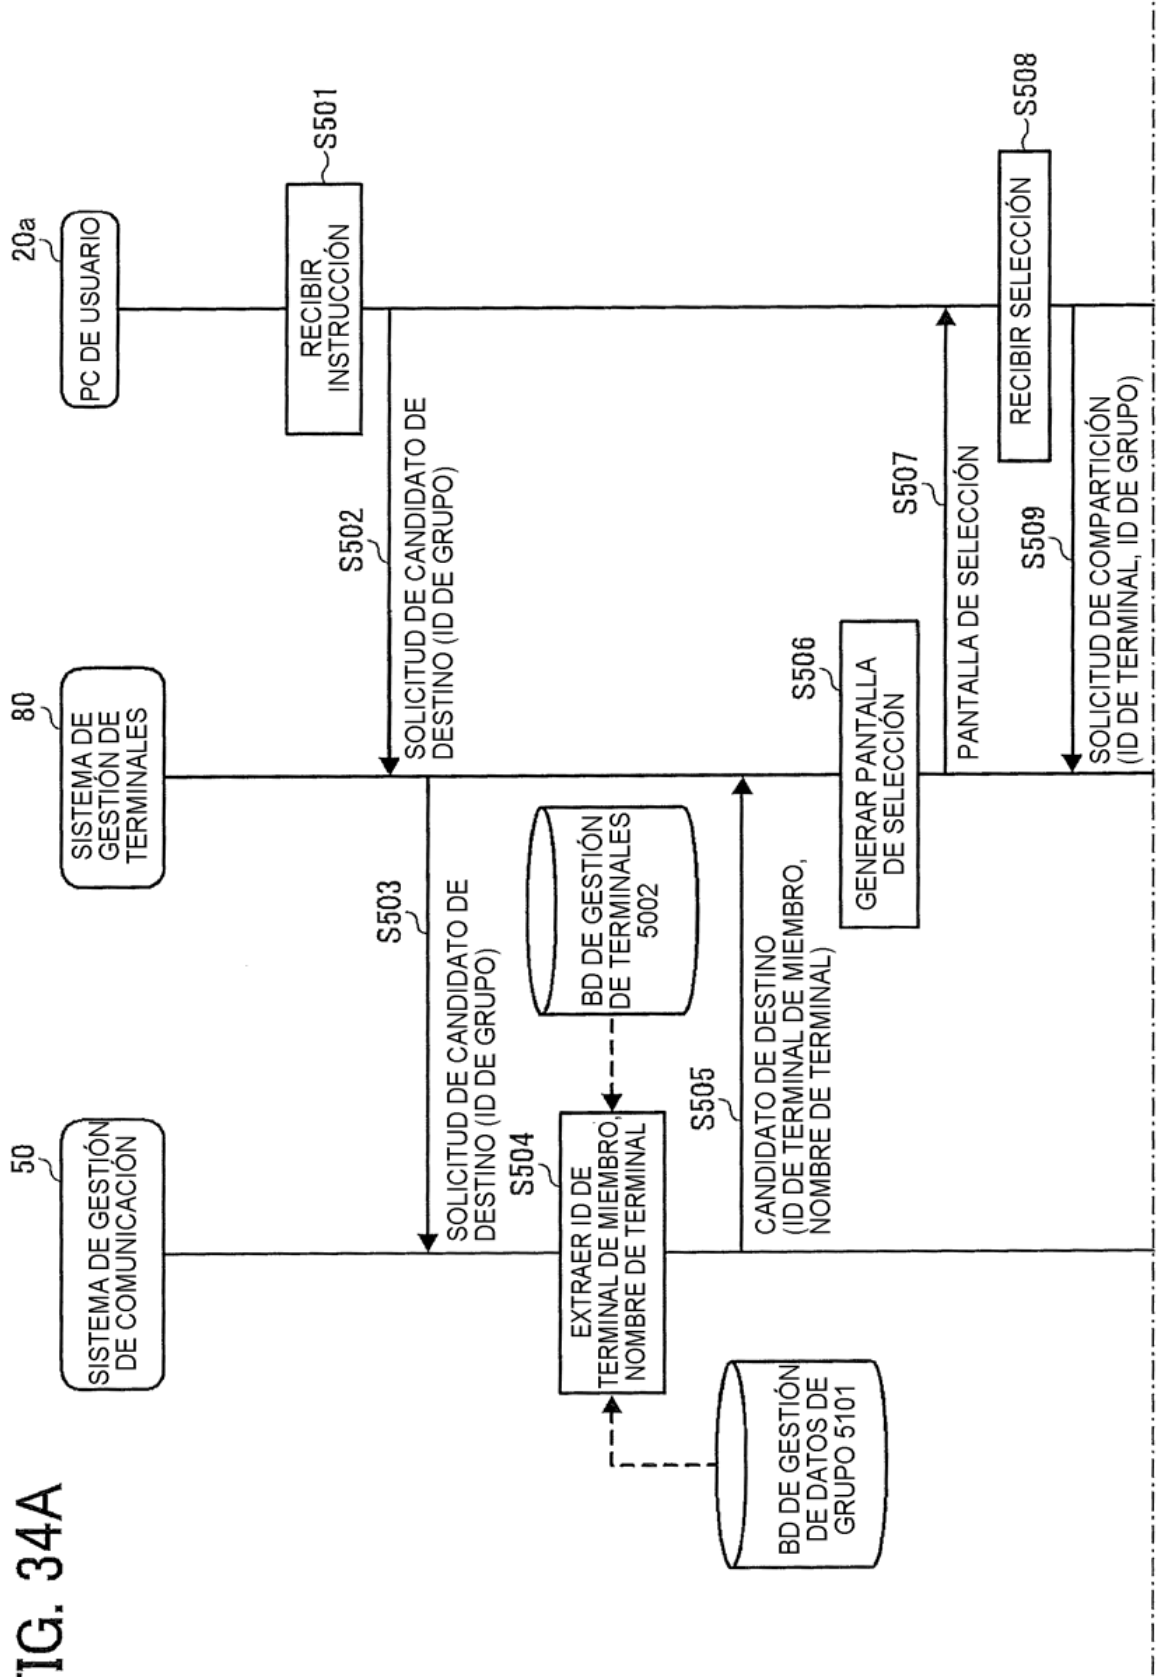 FIG. 34A
50
SISTEMA DE GESTIÓN
DE COMUNICACIÓN
80
SISTEMA DE
GESTIÓN DE
TERMINALES
20a
PC DE USUARIO
RECIBIR
INSTRUCCIÓN
S501
S502
SOLICITUD DE CANDIDATO DE
DESTINO (ID DE GRUPO)
S503
SOLICITUD DE CANDIDATO DE
DESTINO (ID DE GRUPO)
S504
EXTRAER ID DE
TERMINAL DE MIEMBRO,
NOMBRE DE TERMINAL
BD DE GESTIÓN
DE TERMINALES
5002
BD DE GESTIÓN
DE DATOS DE
GRUPO 5101
S505
CANDIDATO DE DESTINO
(ID DE TERMINAL DE MIEMBRO,
NOMBRE DE TERMINAL)
S506
GENERAR PANTALLA
DE SELECCIÓN
S507
PANTALLA DE SELECCIÓN
RECIBIR SELECCIÓN
S508
S509
SOLICITUD DE COMPARTICIÓN
(ID DE TERMINAL, ID DE GRUPO)